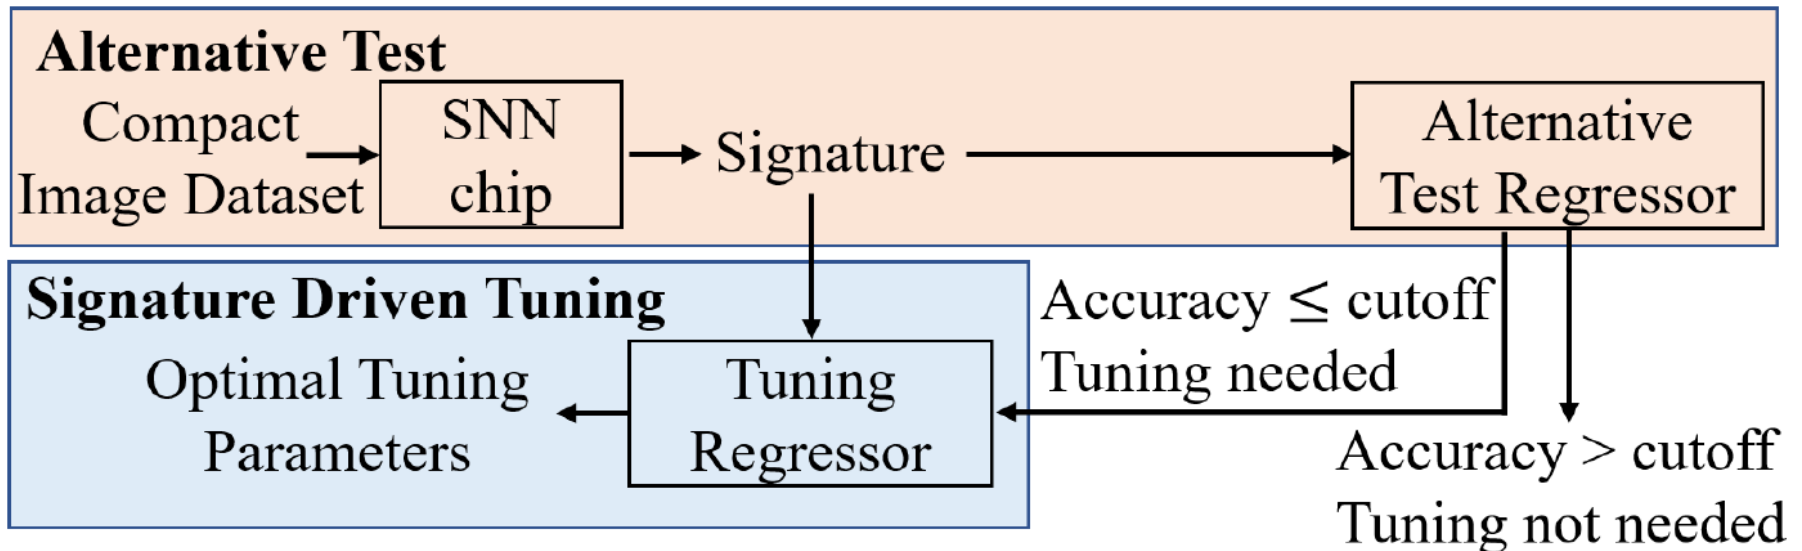 Alternative Test
Compact
Image Dataset
SNN
chip
Signature
Alternative
Test Regressor
Signature Driven Tuning
Optimal Tuning
Parameters
Tuning
Regressor
Accuracy ≤ cutoff
Tuning needed
Accuracy > cutoff
Tuning not needed